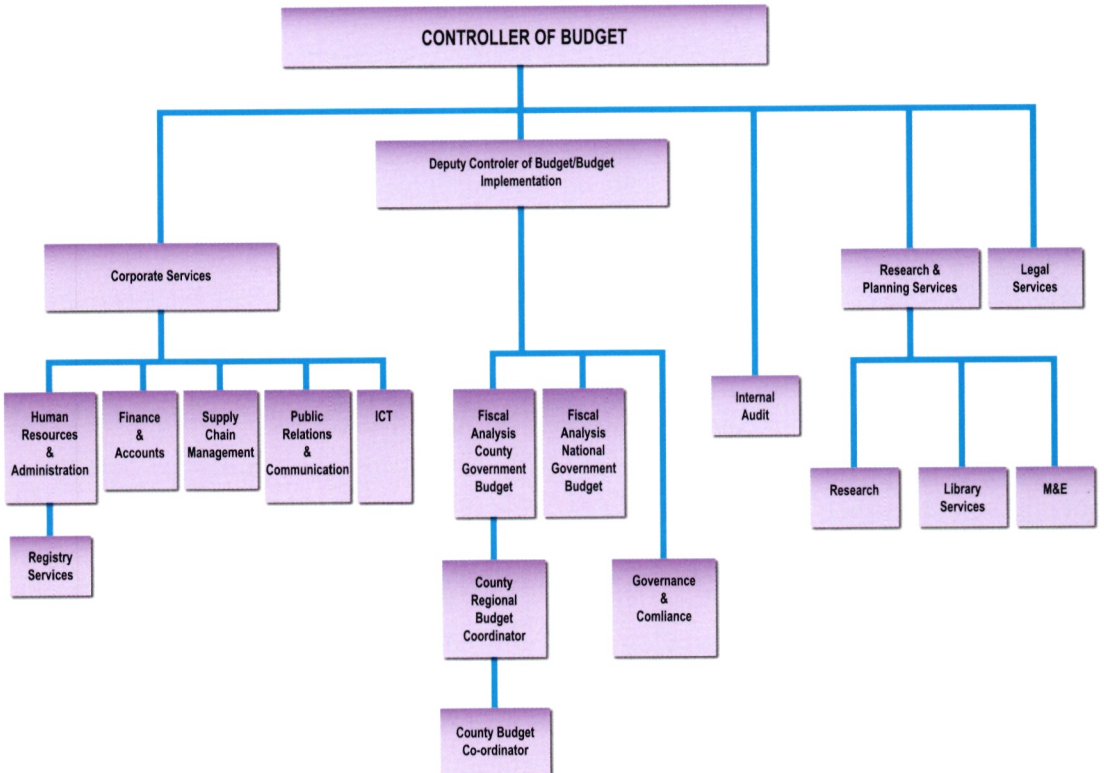 CONTROLLER OF BUDGET
Deputy Controler of Budget/Budget
Implementation
Corporate Services
Research &
Planning Services
Legal
Services
Human
Resources
&
Administration
Finance
&
Accounts
Supply
Chain
Management
Public
Relations
&
Communication
ICT
Fiscal
Analysis
County
Government
Budget
Fiscal
Analysis
National
Government
Budget
Internal
Audit
Research
Library
Services
M&E
Registry
Services
County
Regional
Budget
Coordinator
Governance
&
Comliance
County Budget
Co-ordinator